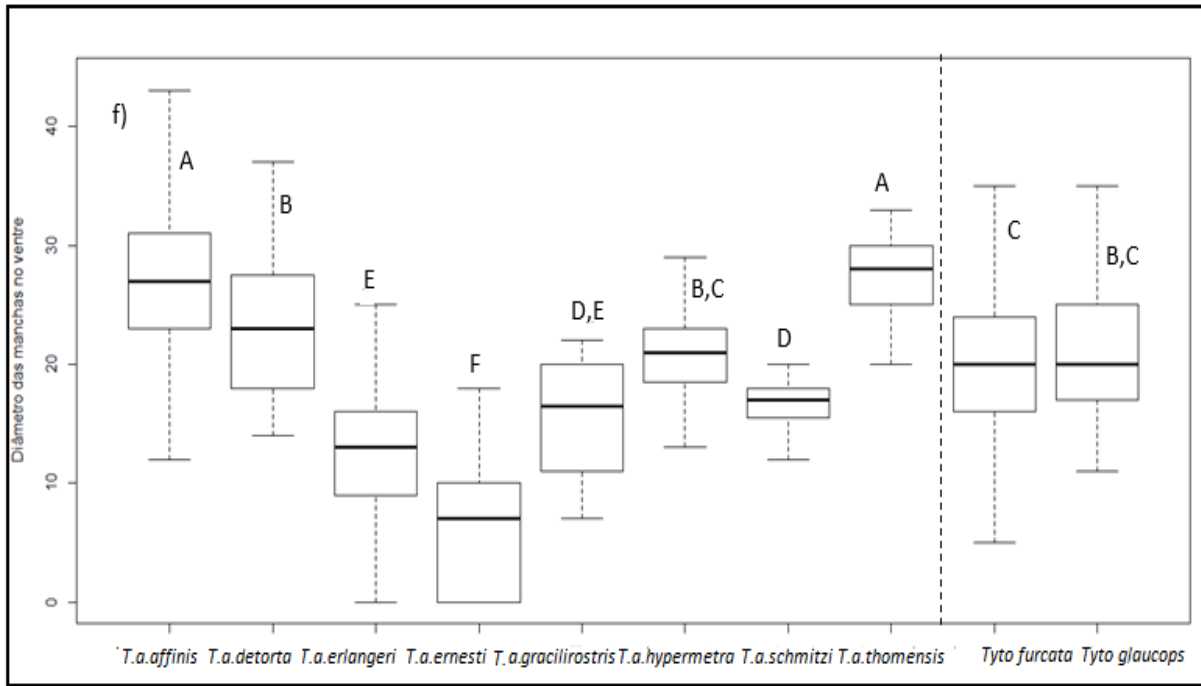 f)
A
B
E
F
D,E
B,C
D
A
C
B,C
Diâmetro das manchas no ventre
40
30
20
10
0
T.a.affinis T.a.detorta T.a.erlangeri T.a.ernesti T.a.gracilirostris T.a.hypermetra T.a.schmitzi T.a.thomensis Tyto furcata Tyto glaucops